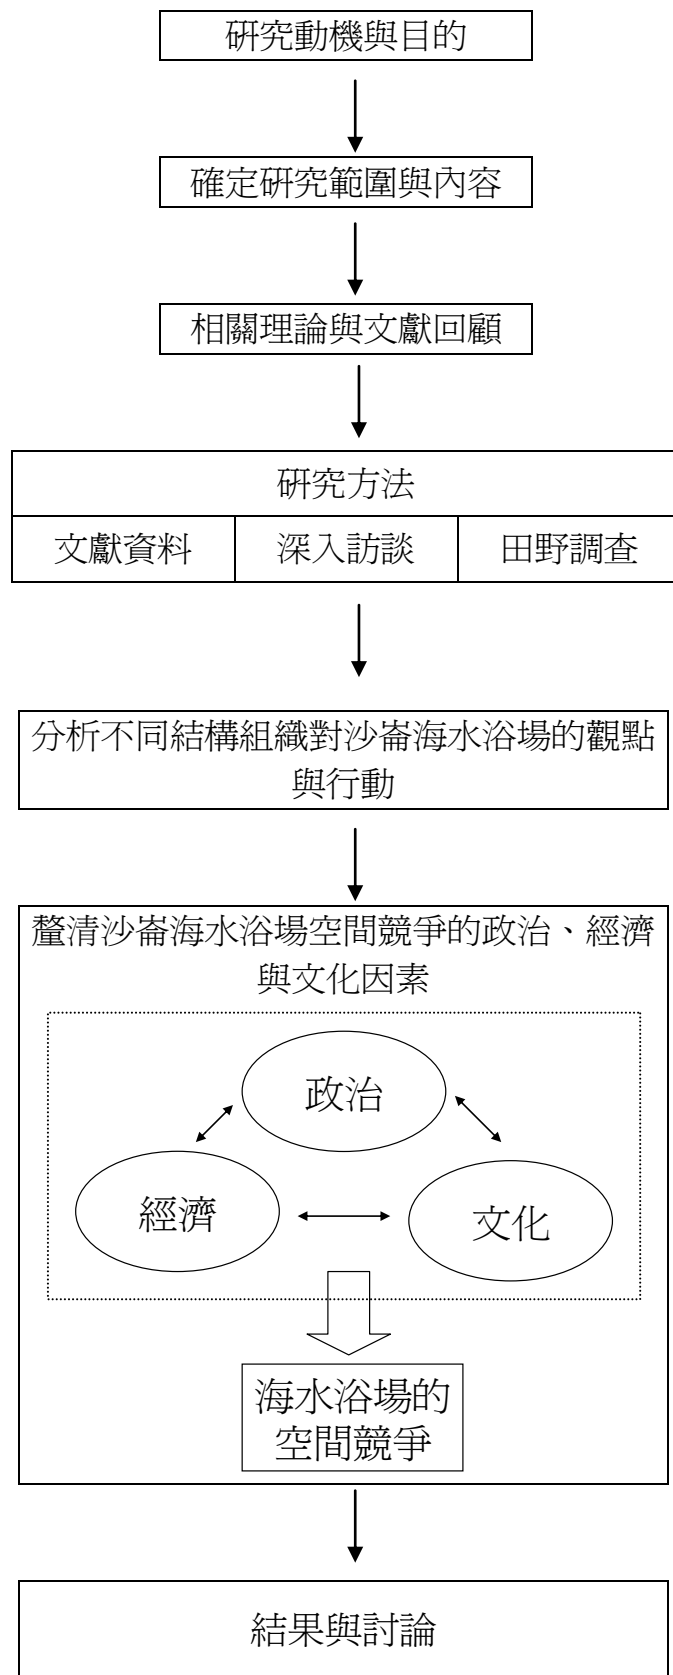 研究動機與目的
確定研究範圍與內容
相關理論與文獻回顧
研究方法
文獻資料
深入訪談
田野調查
分析不同結構組織對沙崙海水浴場的觀點
與行動
釐清沙崙海水浴場空間競爭的政治、經濟
與文化因素
政治
經濟
文化
海水浴場的
空間競爭
結果與討論